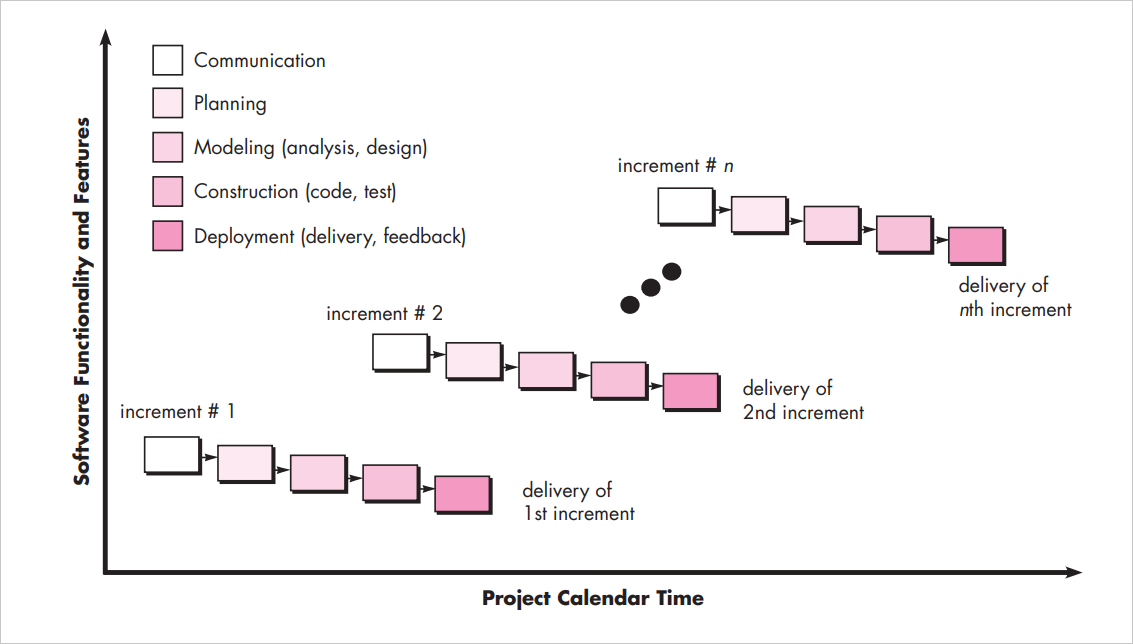 Communication
Planning
Modeling (analysis, design)
Construction (code, test)
Deployment (delivery, feedback)
Software Functionality and Features
increment # n
delivery of
nth increment
increment # 2
delivery of
2nd increment
increment # 1
delivery of
1st increment
Project Calendar Time